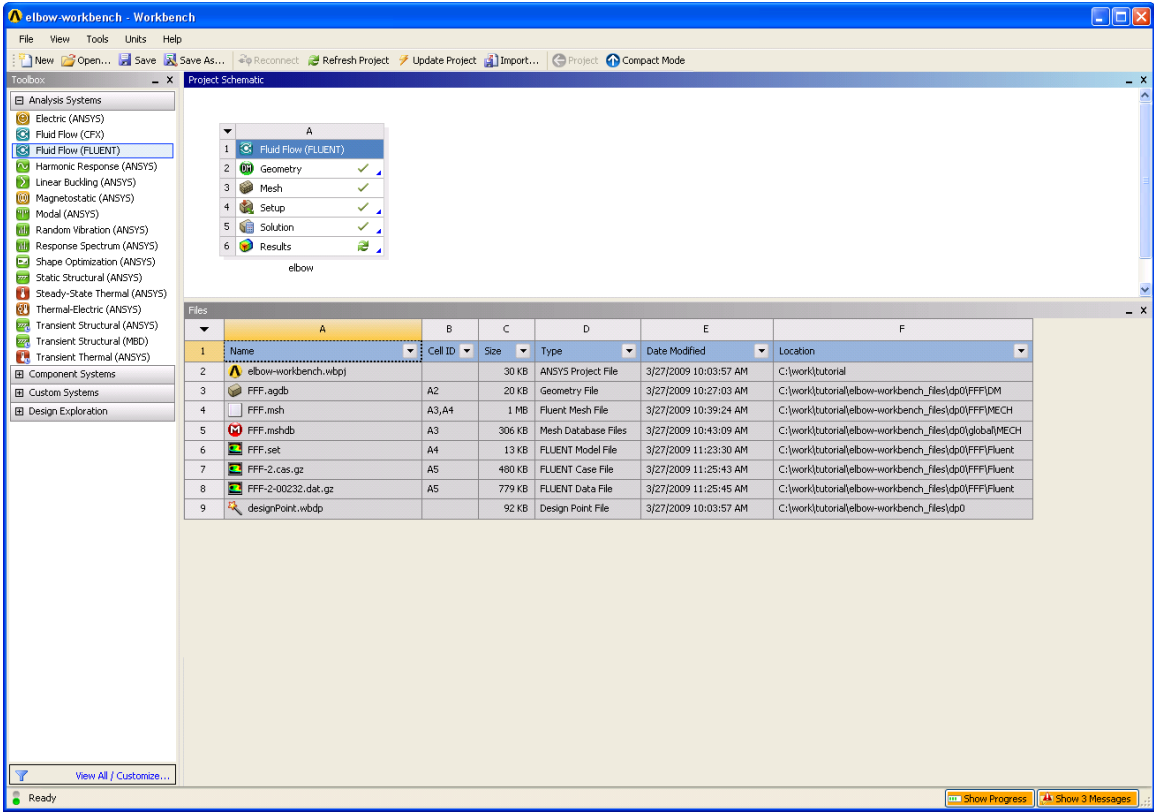 elbow-workbench - Workbench
File View Tools Units Help
New Open... Save Save As... Reconnect Refresh Project Update Project Import... Project Compact Mode
Toolbox
Analysis Systems
Electric (ANSYS)
Fluid Flow (CFX)
Fluid Flow (FLUENT)
Harmonic Response (ANSYS)
Linear Buckling (ANSYS)
Magnetostatic (ANSYS)
Modal (ANSYS)
Random Vibration (ANSYS)
Response Spectrum (ANSYS)
Shape Optimization (ANSYS)
Static Structural (ANSYS)
Steady-State Thermal (ANSYS)
Thermal-Electric (ANSYS)
Transient Structural (ANSYS)
Transient Structural (MBD)
Transient Thermal (ANSYS)
Component Systems
Custom Systems
Design Exploration
View All / Customize...
Project Schematic
A
1 Fluid Flow (FLUENT)
2 Geometry
3 Mesh
4 Setup
5 Solution
6 Results
elbow
Files
A B C D E F
1 Name Cell ID Size Type Date Modified Location
2 elbow-workbench.wbpj 30 KB ANSYS Project File 3/27/2009 10:03:57 AM C:\work\tutorial
3 FFF.agdb A2 20 KB Geometry File 3/27/2009 10:27:03 AM C:\work\tutorial\elbow-workbench_files\dp0\FFF\DM
4 FFF.msh A3,A4 1 MB Fluent Mesh File 3/27/2009 10:39:24 AM C:\work\tutorial\elbow-workbench_files\dp0\FFF\MECH
5 FFF.mshdb A3 306 KB Mesh Database Files 3/27/2009 10:43:09 AM C:\work\tutorial\elbow-workbench_files\dp0\global\MECH
6 FFF.set A4 13 KB FLUENT Model File 3/27/2009 11:23:30 AM C:\work\tutorial\elbow-workbench_files\dp0\FFF\Fluent
7 FFF-2.cas.gz A5 480 KB FLUENT Case File 3/27/2009 11:25:43 AM C:\work\tutorial\elbow-workbench_files\dp0\FFF\Fluent
8 FFF-2-00232.dat.gz A5 779 KB FLUENT Data File 3/27/2009 11:25:45 AM C:\work\tutorial\elbow-workbench_files\dp0\FFF\Fluent
9 designPoint.wbdp 92 KB Design Point File 3/27/2009 10:03:57 AM C:\work\tutorial\elbow-workbench_files\dp0
Ready
Show Progress Show 3 Messages